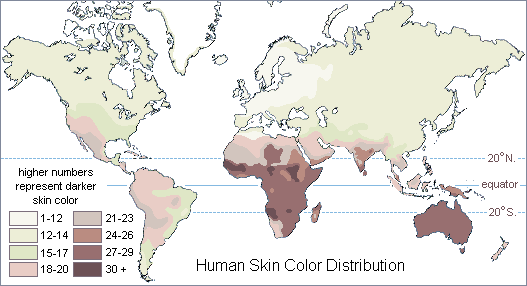 20°N.
higher numbers
represent darker
skin color
equator
1-12
21-23
20°S.
12-14
24-26
15-17
27-29
18-20
30 +
Human Skin Color Distribution